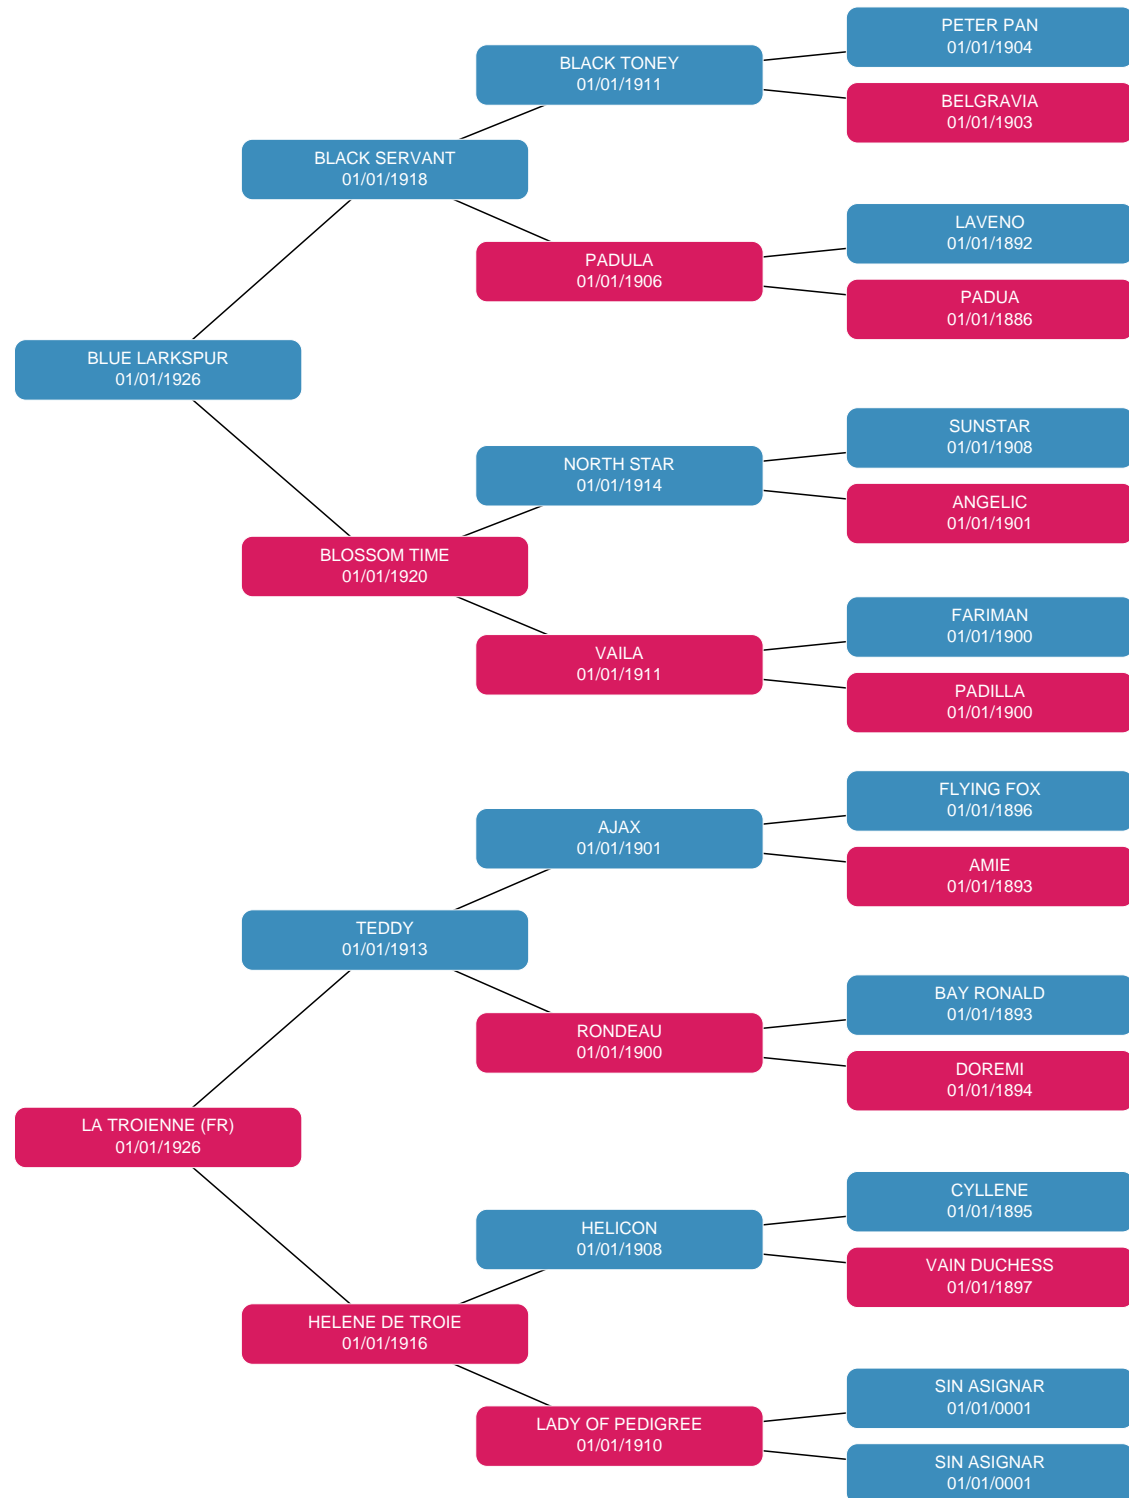 PETER PAN
01/01/1904
BLACK TONEY
01/01/1911
BELGRAVIA
01/01/1903
BLACK SERVANT
01/01/1918
LAVENO
01/01/1892
PADULA
01/01/1906
PADUA
01/01/1886
BLUE LARKSPUR
01/01/1926
SUNSTAR
01/01/1908
NORTH STAR
01/01/1914
ANGELIC
01/01/1901
BLOSSOM TIME
01/01/1920
FARIMAN
01/01/1900
VAILA
01/01/1911
PADILLA
01/01/1900
FLYING FOX
01/01/1896
AJAX
01/01/1901
AMIE
01/01/1893
TEDDY
01/01/1913
BAY RONALD
01/01/1893
RONDEAU
01/01/1900
DOREMI
01/01/1894
LA TROIENNE (FR)
01/01/1926
CYLLENE
01/01/1895
HELICON
01/01/1908
VAIN DUCHESS
01/01/1897
HELENE DE TROIE
01/01/1916
SIN ASIGNAR
01/01/0001
LADY OF PEDIGREE
01/01/1910
SIN ASIGNAR
01/01/0001